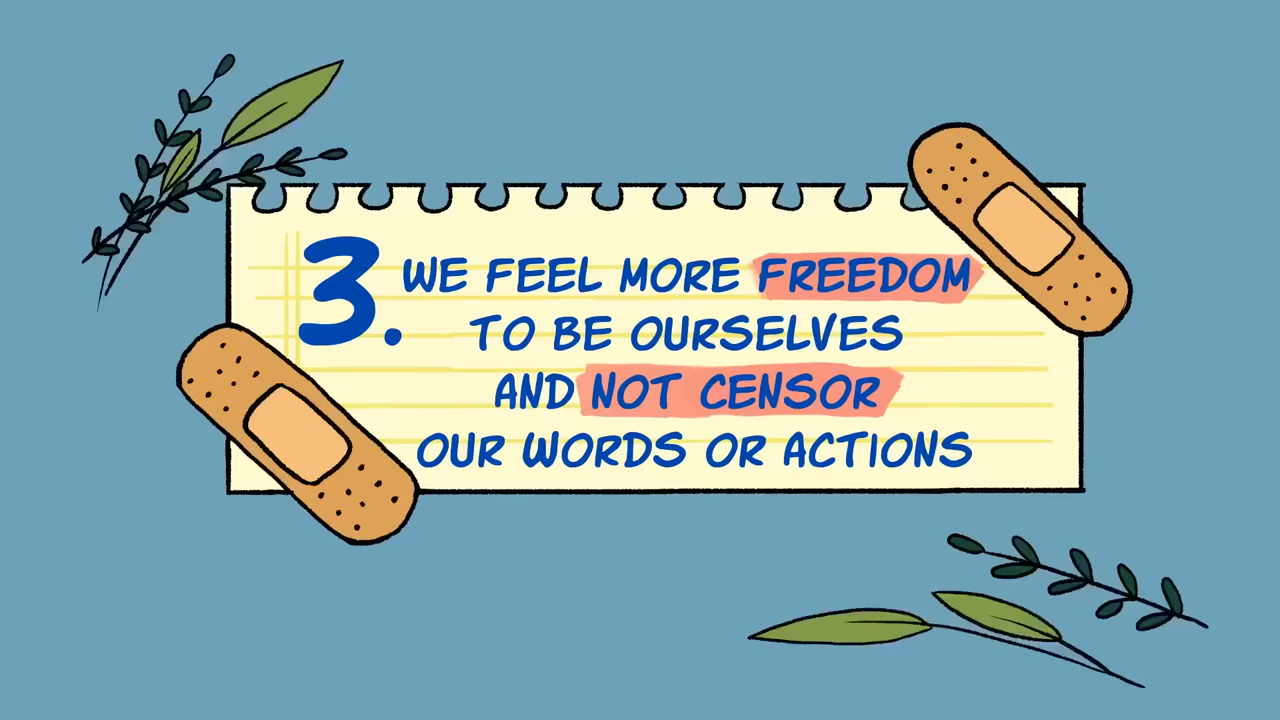 3. WE FEEL MORE FREEDOM
TO BE OURSELVES
AND NOT CENSOR
OUR WORDS OR ACTIONS